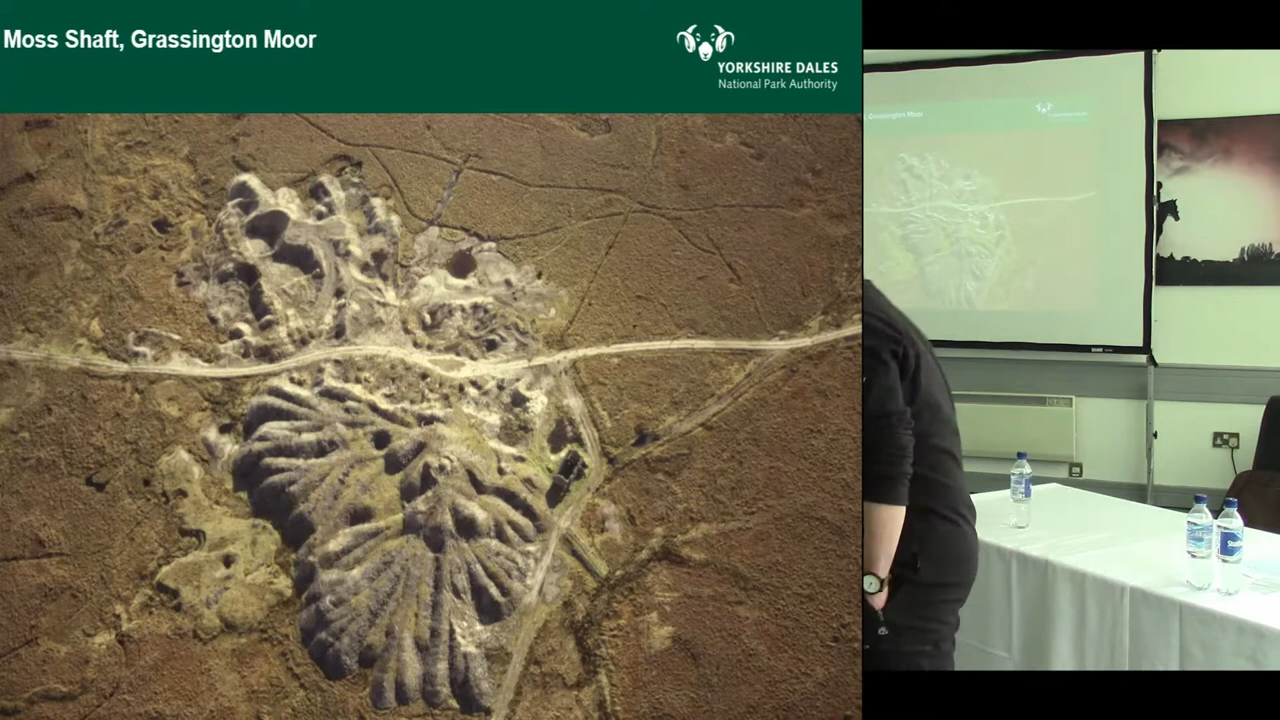 Moss Shaft, Grassington Moor
YORKSHIRE DALES
National Park Authority
Grassington Moor